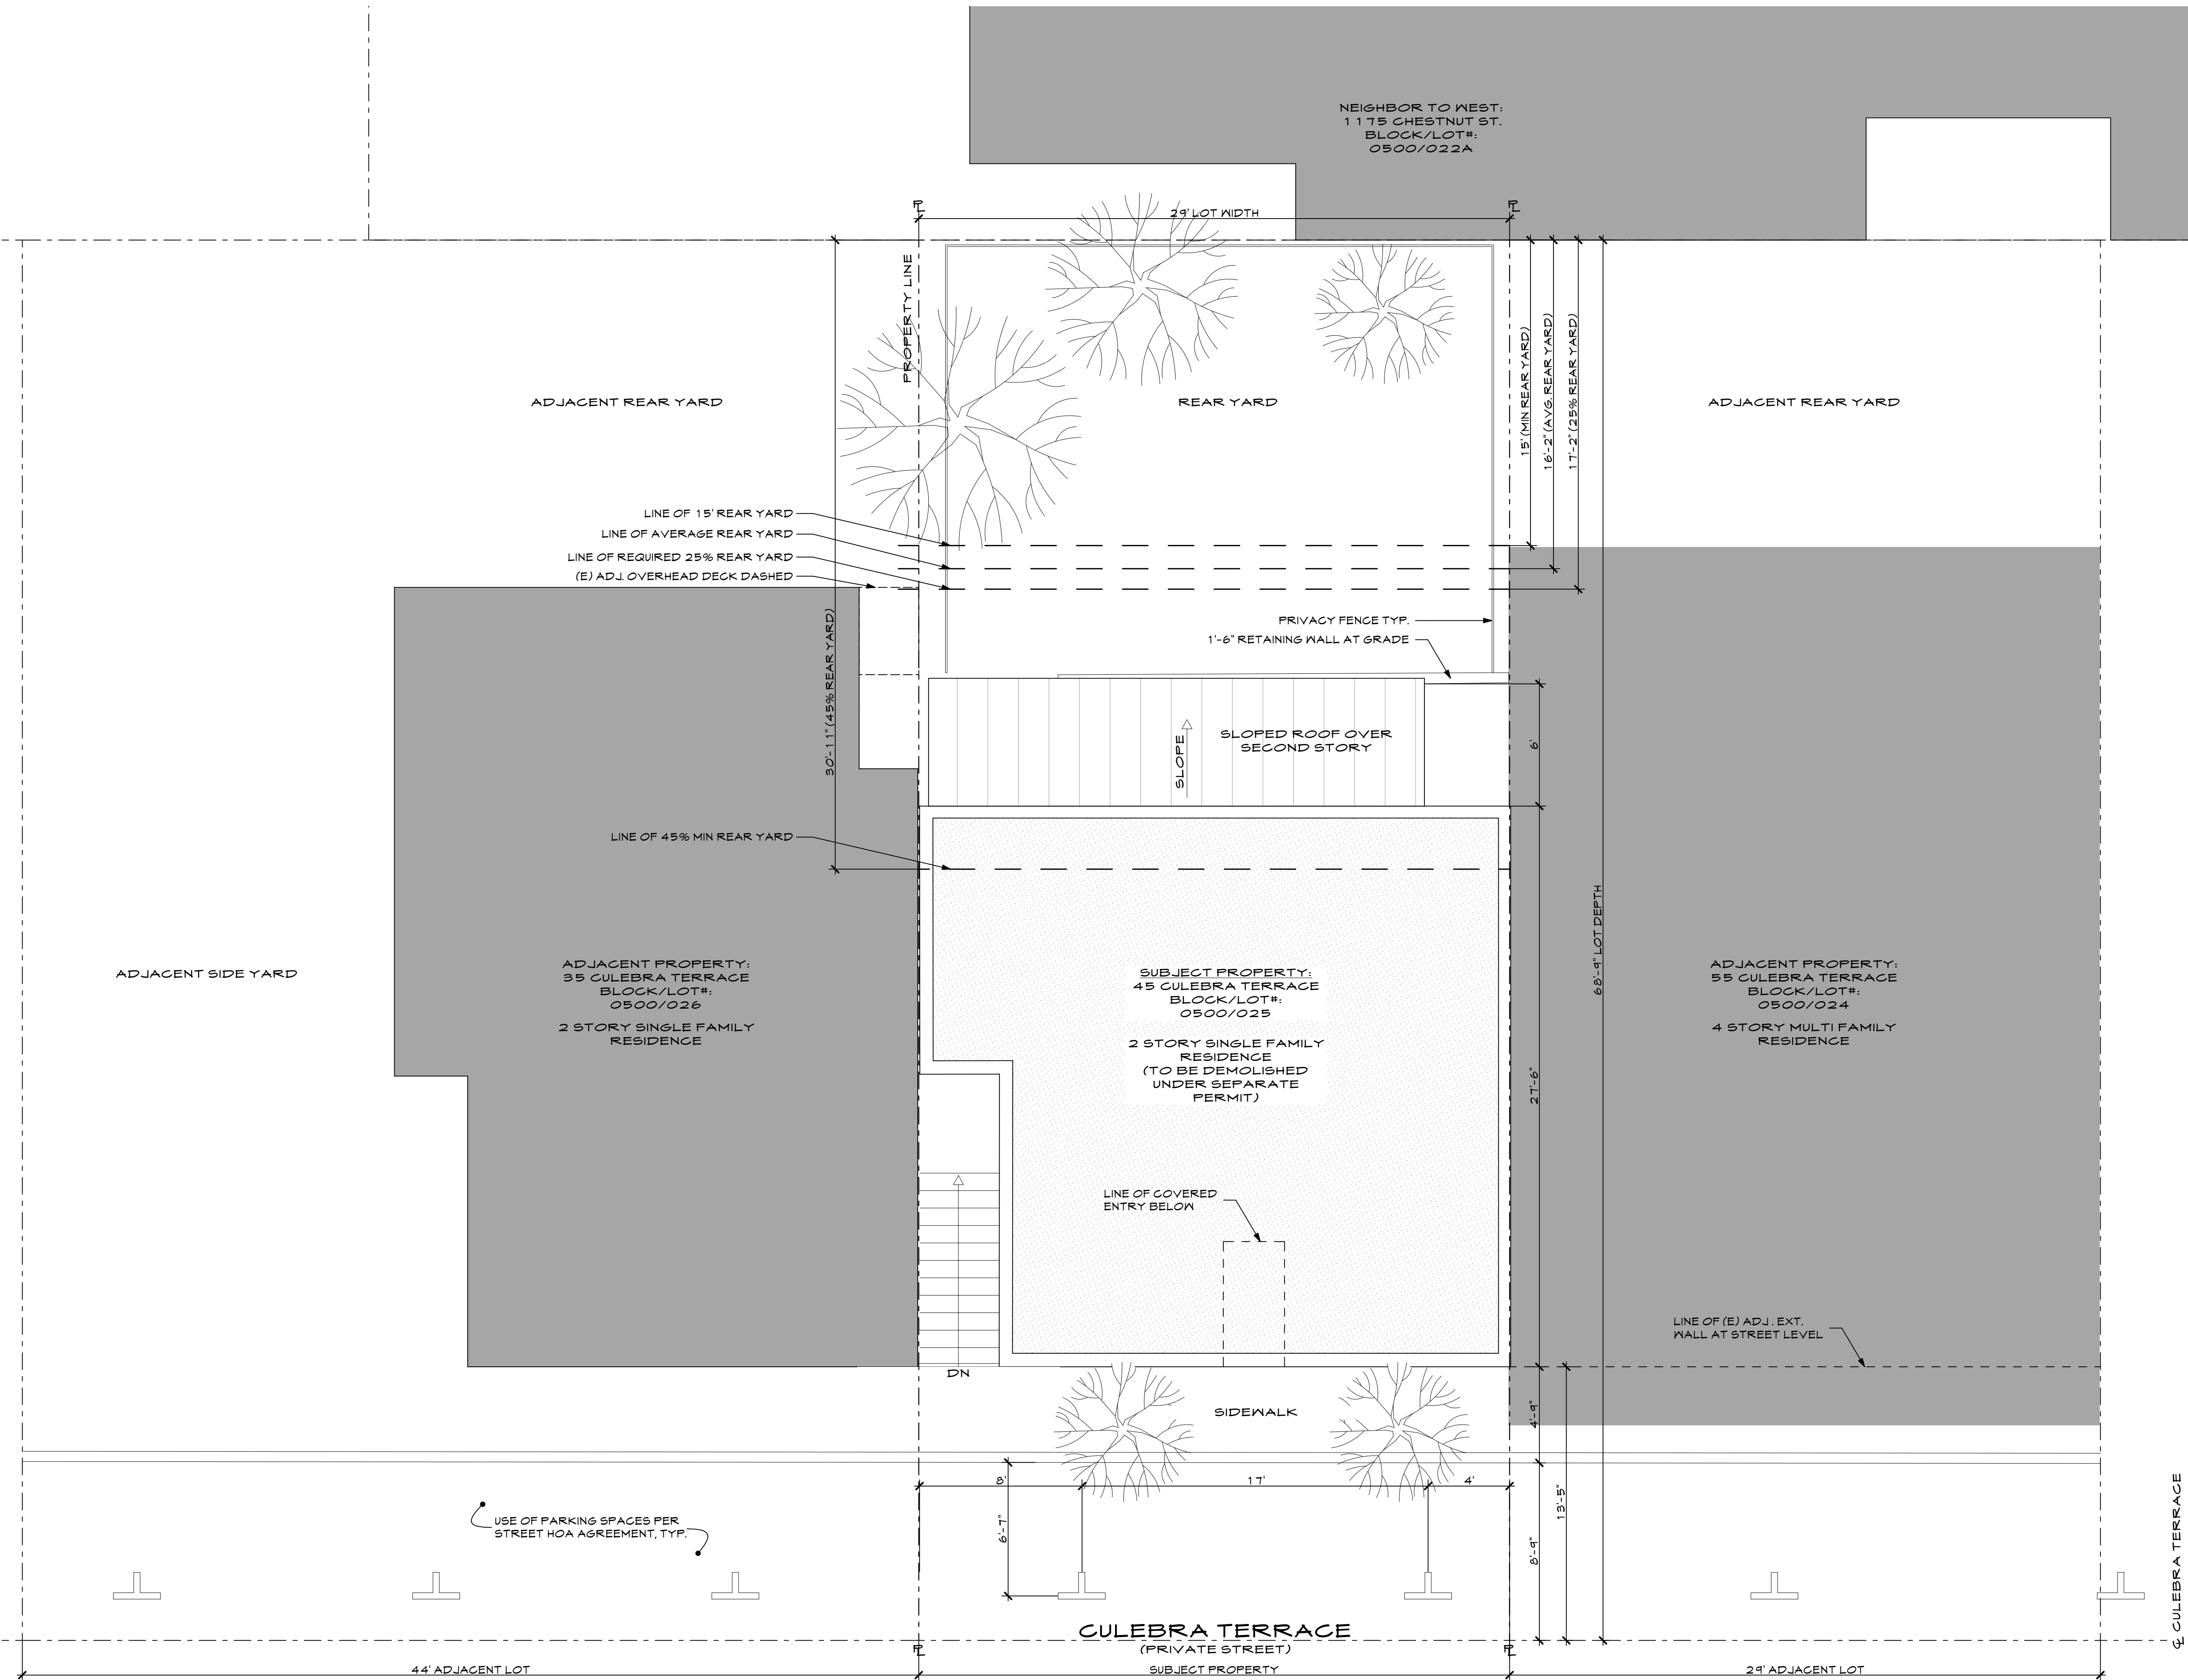 NEIGHBOR TO WEST:
1175 CHESTNUT ST.
BLOCK/LOT#:
0500/022A
PL
29' LOT WIDTH
PL
PROPERTY LINE
ADJACENT REAR YARD
REAR YARD
ADJACENT REAR YARD
15' (MIN REAR YARD)
16'-2" (AVG. REAR YARD)
17'-2" (25% REAR YARD)
LINE OF 15' REAR YARD
LINE OF AVERAGE REAR YARD
LINE OF REQUIRED 25% REAR YARD
(E) ADJ. OVERHEAD DECK DASHED
30'-11" (45% REAR YARD)
PRIVACY FENCE TYP.
1'-6" RETAINING WALL AT GRADE
SLOPE
SLOPED ROOF OVER
SECOND STORY
6'
LINE OF 45% MIN REAR YARD
68'-9" LOT DEPTH
ADJACENT SIDE YARD
ADJACENT PROPERTY:
35 CULEBRA TERRACE
BLOCK/LOT#:
0500/026
2 STORY SINGLE FAMILY
RESIDENCE
SUBJECT PROPERTY:
45 CULEBRA TERRACE
BLOCK/LOT#:
0500/025
2 STORY SINGLE FAMILY
RESIDENCE
(TO BE DEMOLISHED
UNDER SEPARATE
PERMIT)
ADJACENT PROPERTY:
55 CULEBRA TERRACE
BLOCK/LOT#:
0500/024
4 STORY MULTI FAMILY
RESIDENCE
27'-6"
LINE OF COVERED
ENTRY BELOW
LINE OF (E) ADJ. EXT.
WALL AT STREET LEVEL
DN
SIDEWALK
4'-9"
8'
17'
4'
6'-7"
13'-5"
8'-9"
USE OF PARKING SPACES PER
STREET HOA AGREEMENT, TYP.
CULEBRA TERRACE
(PRIVATE STREET)
CL CULEBRA TERRACE
PL
PL
44' ADJACENT LOT
SUBJECT PROPERTY
29' ADJACENT LOT